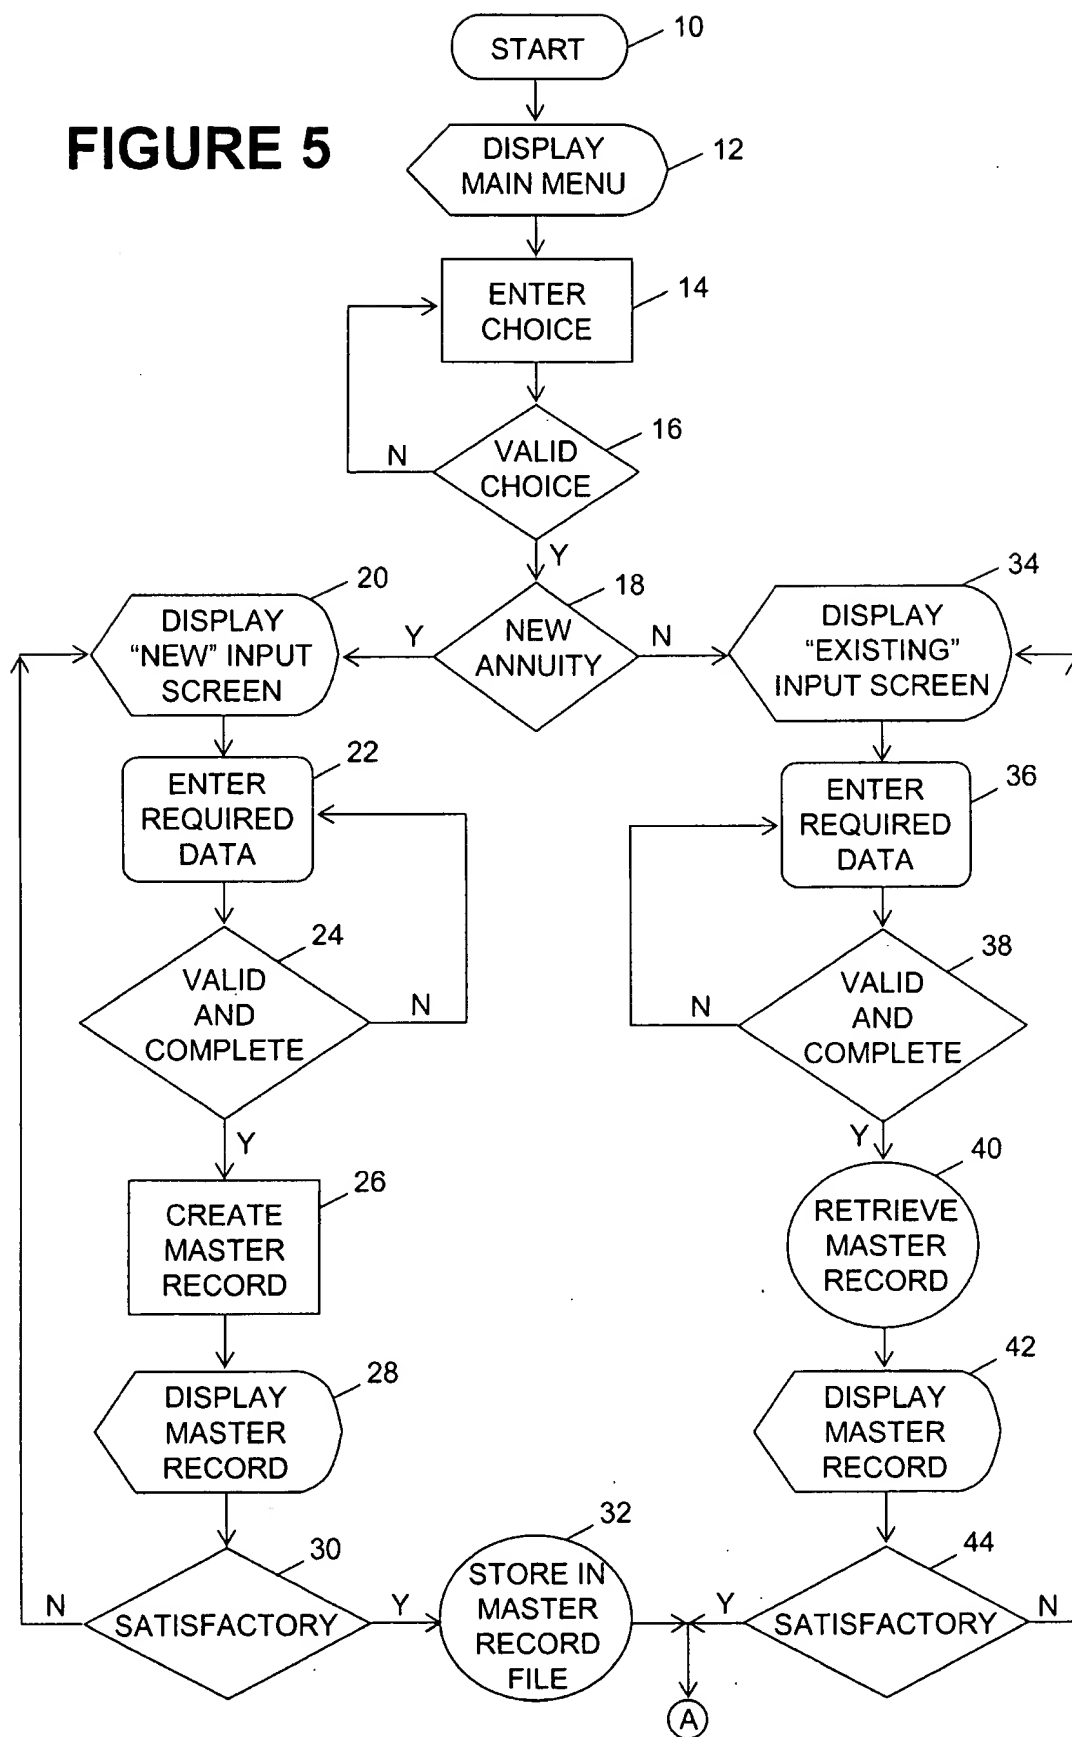 START
10
FIGURE 5
DISPLAY
MAIN MENU
12
ENTER
CHOICE
14
VALID
CHOICE
16
N
Y
NEW
ANNUITY
18
Y
N
DISPLAY
“NEW” INPUT
SCREEN
20
DISPLAY
“EXISTING”
INPUT SCREEN
34
ENTER
REQUIRED
DATA
22
ENTER
REQUIRED
DATA
36
VALID
AND
COMPLETE
24
N
Y
VALID
AND
COMPLETE
38
N
Y
CREATE
MASTER
RECORD
26
RETRIEVE
MASTER
RECORD
40
DISPLAY
MASTER
RECORD
28
DISPLAY
MASTER
RECORD
42
SATISFACTORY
30
N
Y
STORE IN
MASTER
RECORD
FILE
32
SATISFACTORY
44
Y
N
A